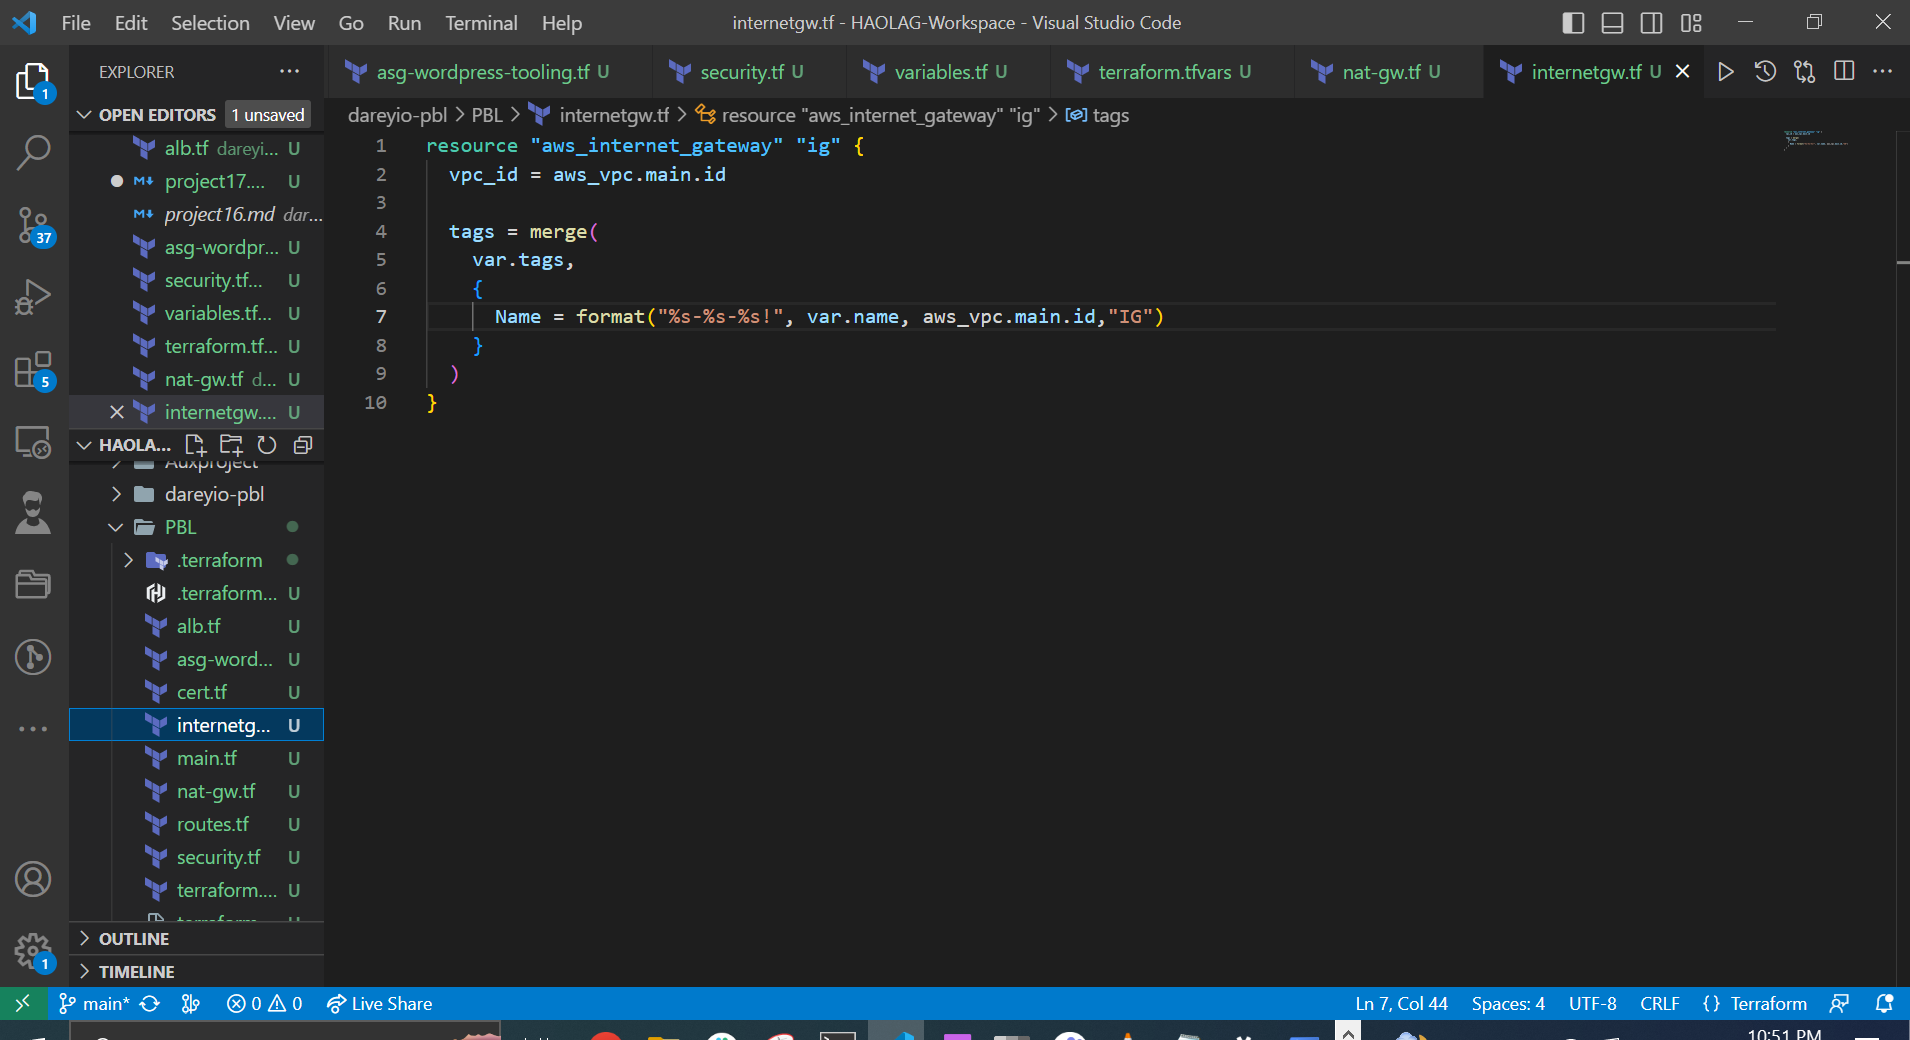 File Edit Selection View Go Run Terminal Help
internetgw.tf - HAOLAG-Workspace - Visual Studio Code
EXPLORER
asg-wordpress-tooling.tf U
security.tf U
variables.tf U
terraform.tfvars U
nat-gw.tf U
internetgw.tf U
dareyio-pbl > PBL > internetgw.tf > resource "aws_internet_gateway" "ig" > tags
OPEN EDITORS 1 unsaved
alb.tf dareyi... U
project17.... U
project16.md dar...
asg-wordpr... U
security.tf... U
variables.tf... U
terraform.tf... U
nat-gw.tf d... U
internetgw.... U
HAOLA...
Auxproject
dareyio-pbl
PBL
.terraform
.terraform... U
alb.tf U
asg-word... U
cert.tf U
internetg... U
main.tf U
nat-gw.tf U
routes.tf U
security.tf U
terraform.... U
OUTLINE
TIMELINE
1
37
5
1
1 resource "aws_internet_gateway" "ig" {
2 vpc_id = aws_vpc.main.id
3
4 tags = merge(
5 var.tags,
6 {
7 Name = format("%s-%s-%s!", var.name, aws_vpc.main.id,"IG")
8 }
9 )
10 }
main* 0 0 Live Share
Ln 7, Col 44 Spaces: 4 UTF-8 CRLF {} Terraform
10:51 PM